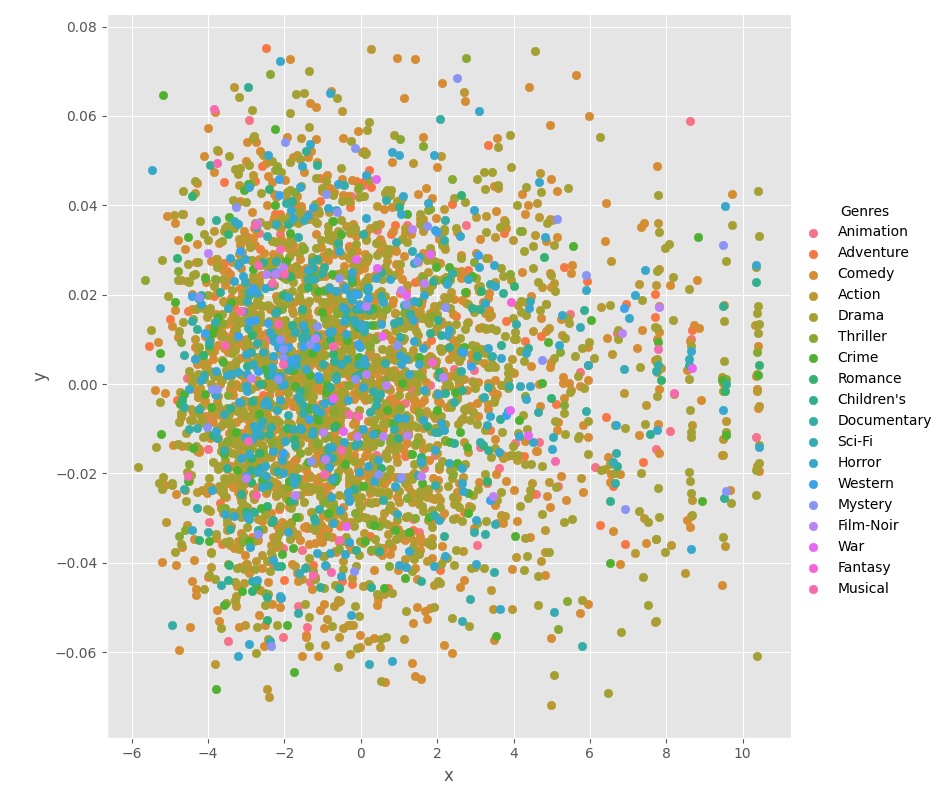 0.08
0.06
0.04
0.02
0.00
−0.02
−0.04
−0.06
y
−6
−4
−2
0
2
4
6
8
10
x
Genres
Animation
Adventure
Comedy
Action
Drama
Thriller
Crime
Romance
Children's
Documentary
Sci-Fi
Horror
Western
Mystery
Film-Noir
War
Fantasy
Musical